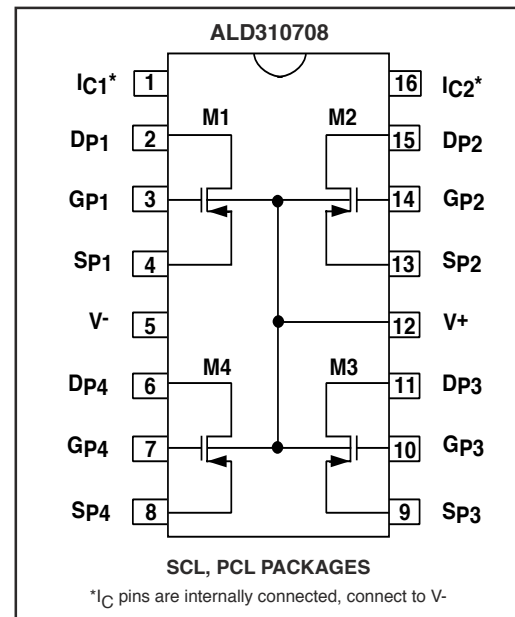 ALD310708
IC1* 1 16 IC2*
M1 M2
DP1 2 15 DP2
GP1 3 14 GP2
SP1 4 13 SP2
V- 5 12 V+
M4 M3
DP4 6 11 DP3
GP4 7 10 GP3
SP4 8 9 SP3
SCL, PCL PACKAGES
*IC pins are internally connected, connect to V-